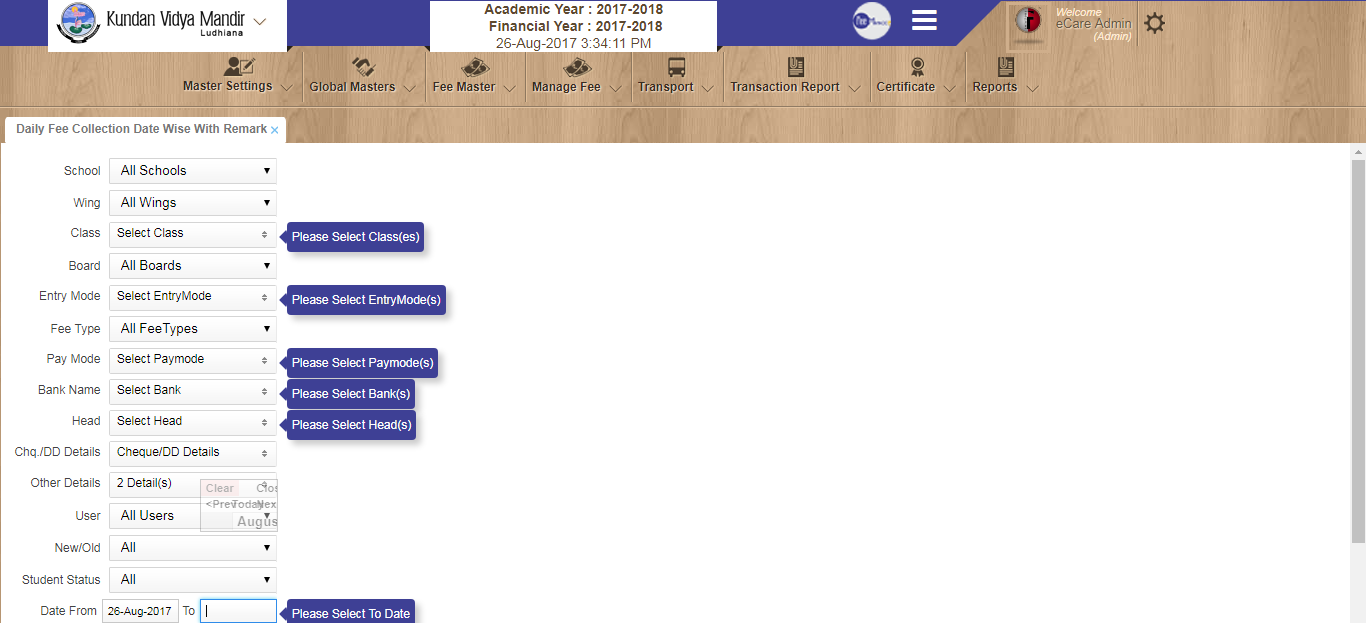 Kundan Vidya Mandir
Ludhiana
Academic Year : 2017-2018
Financial Year : 2017-2018
26-Aug-2017 3:34:11 PM
Welcome
eCare Admin
(Admin)
Master Settings
Global Masters
Fee Master
Manage Fee
Transport
Transaction Report
Certificate
Reports
Daily Fee Collection Date Wise With Remark ×
School All Schools
Wing All Wings
Class Select Class Please Select Class(es)
Board All Boards
Entry Mode Select EntryMode Please Select EntryMode(s)
Fee Type All FeeTypes
Pay Mode Select Paymode Please Select Paymode(s)
Bank Name Select Bank Please Select Bank(s)
Head Select Head Please Select Head(s)
Chq./DD Details Cheque/DD Details
Other Details 2 Detail(s)
Clear Clos
<Prev Today Nex
User All Users
Augus
New/Old All
Student Status All
Date From 26-Aug-2017 To Please Select To Date